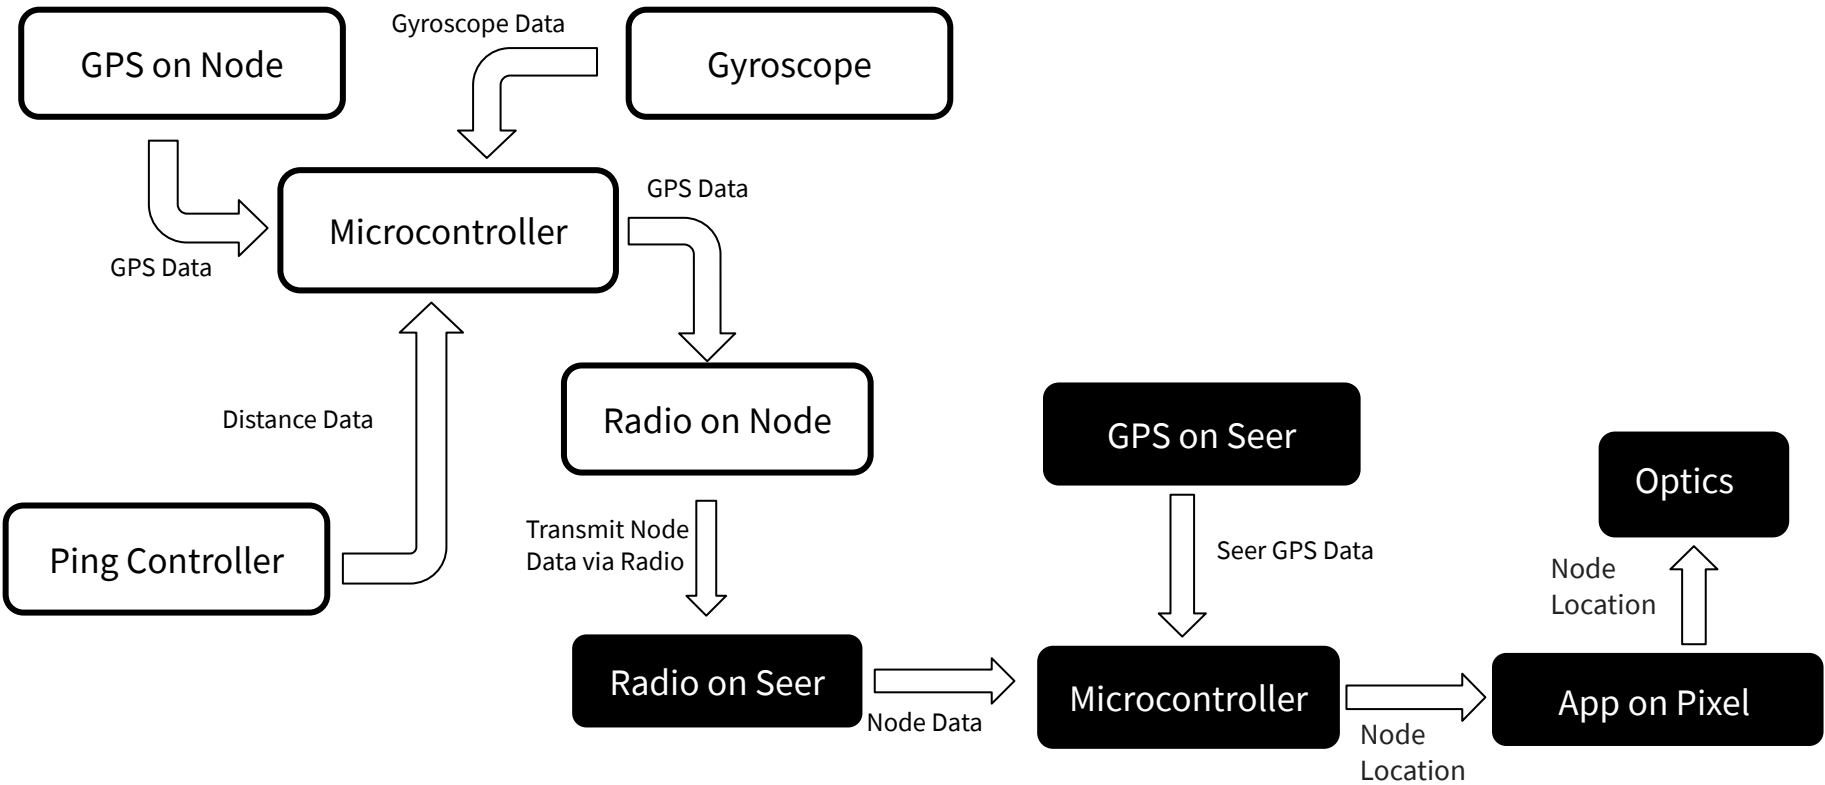 Gyroscope Data
GPS on Node
Gyroscope
GPS Data
Microcontroller
GPS Data
Distance Data
Radio on Node
GPS on Seer
Optics
Transmit Node
Data via Radio
Ping Controller
Seer GPS Data
Node
Location
Radio on Seer
Microcontroller
App on Pixel
Node Data
Node
Location